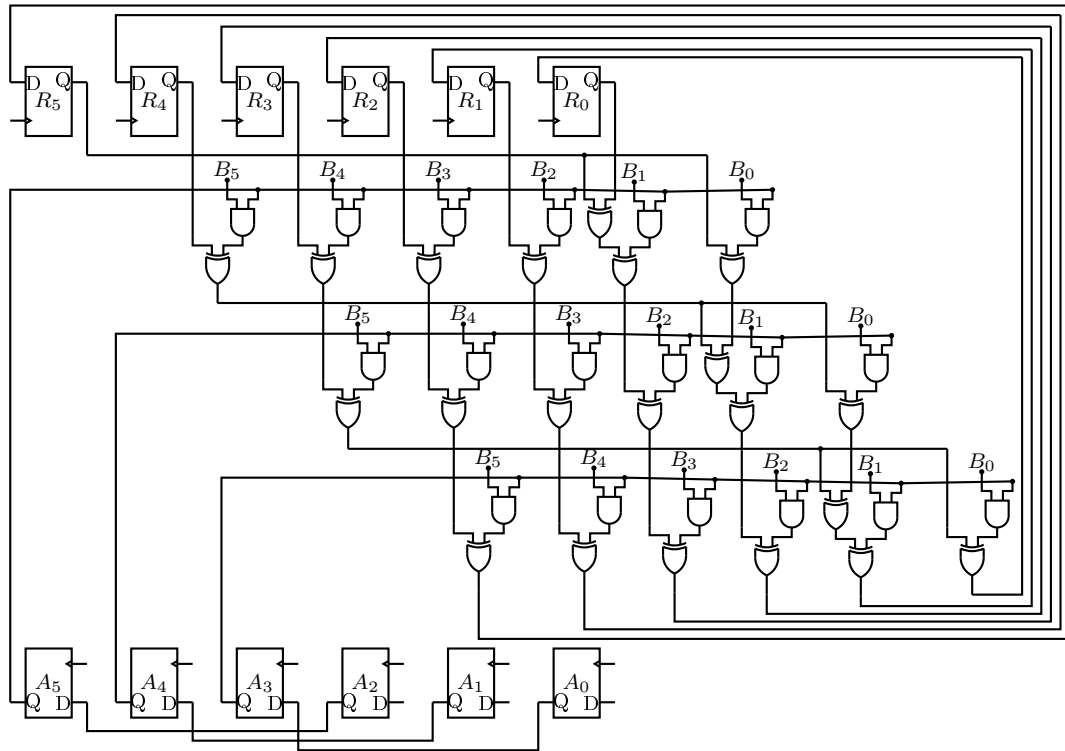 D Q R₅ D Q R₄ D Q R₃ D Q R₂ D Q R₁ D Q R₀
B₅ B₄ B₃ B₂ B₁ B₀
B₅ B₄ B₃ B₂ B₁ B₀
B₅ B₄ B₃ B₂ B₁ B₀
A₅ Q D A₄ Q D A₃ Q D A₂ Q D A₁ Q D A₀ Q D